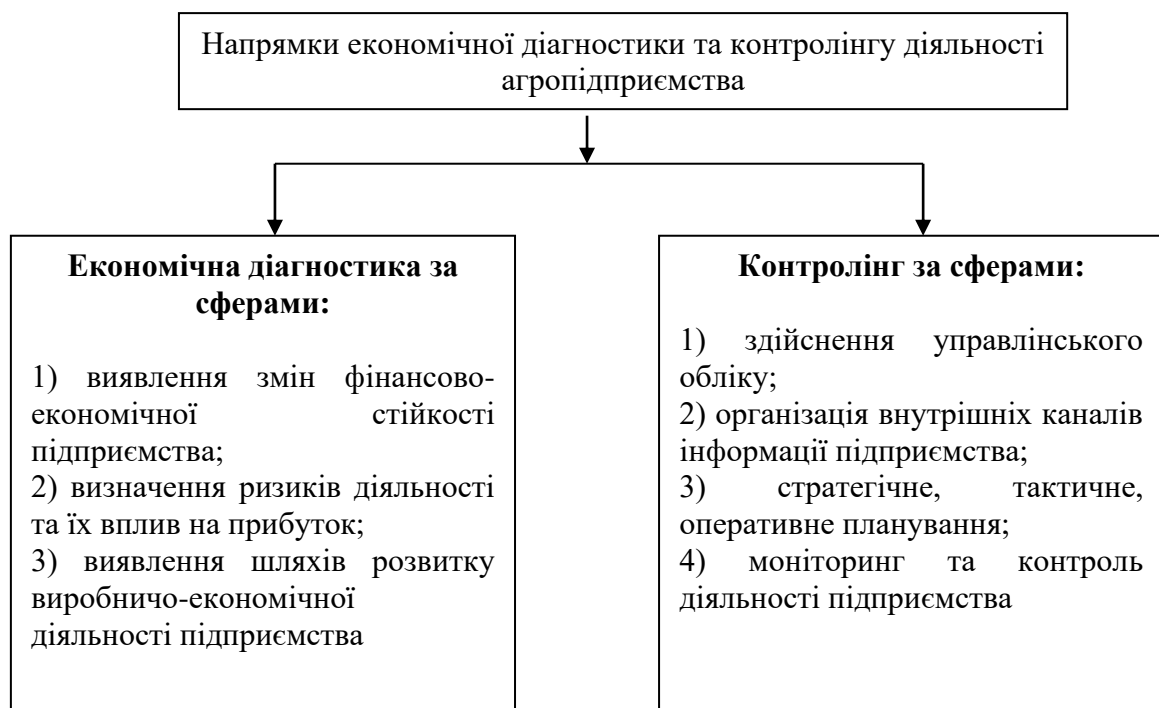 Напрямки економічної діагностики та контролінгу діяльності
агропідприємства
Економічна діагностика за
сферами:
1) виявлення змін фінансово-
економічної стійкості
підприємства;
2) визначення ризиків діяльності
та їх вплив на прибуток;
3) виявлення шляхів розвитку
виробничо-економічної
діяльності підприємства
Контролінг за сферами:
1) здійснення управлінського
обліку;
2) організація внутрішніх каналів
інформації підприємства;
3) стратегічне, тактичне,
оперативне планування;
4) моніторинг та контроль
діяльності підприємства